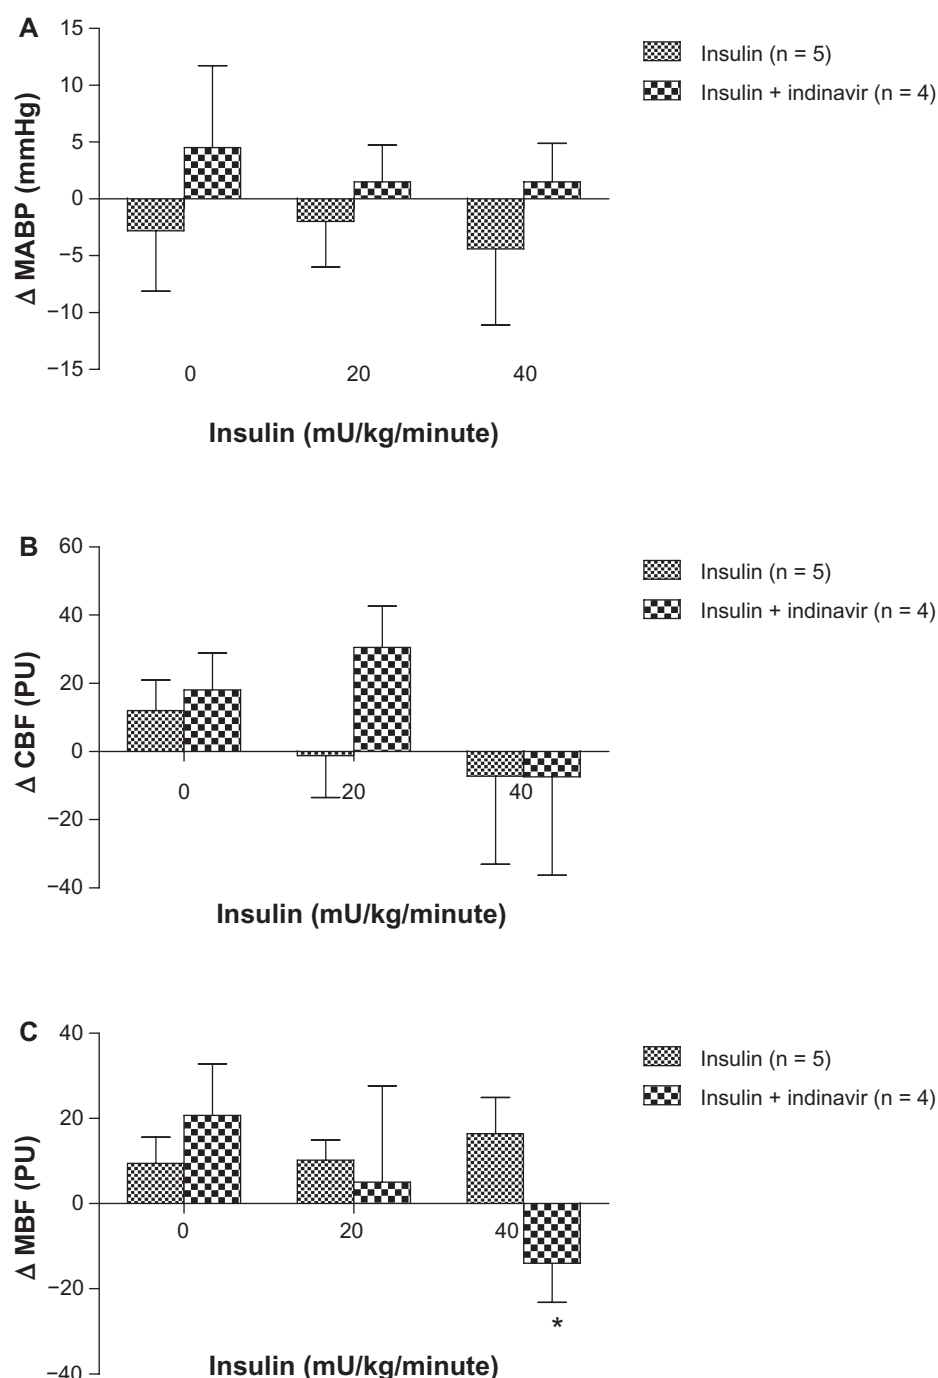 A
15
10
5
0
−5
−10
−15
Δ MABP (mmHg)
0 20 40
Insulin (mU/kg/minute)
Insulin (n = 5)
Insulin + indinavir (n = 4)
B
60
40
20
0
−20
−40
Δ CBF (PU)
0 20 40
Insulin (mU/kg/minute)
Insulin (n = 5)
Insulin + indinavir (n = 4)
C
40
20
0
−20
−40
Δ MBF (PU)
0 20 40
*
Insulin (mU/kg/minute)
Insulin (n = 5)
Insulin + indinavir (n = 4)